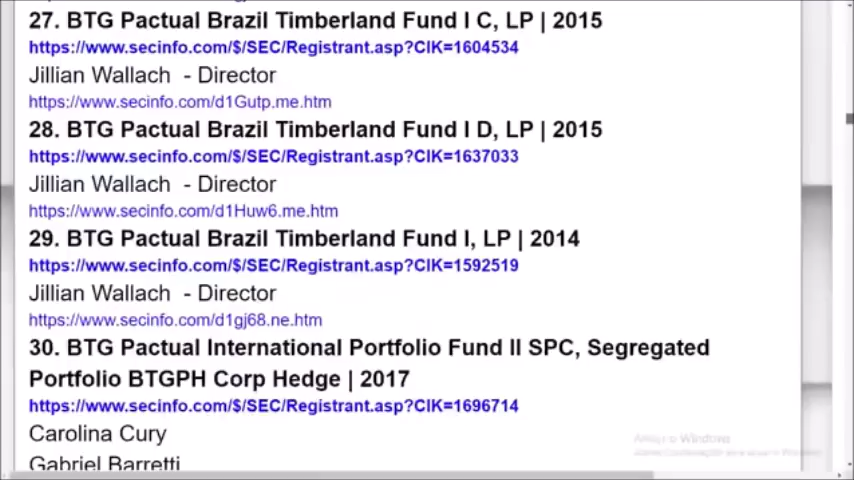 27. BTG Pactual Brazil Timberland Fund I C, LP | 2015
https://www.secinfo.com/$/SEC/Registrant.asp?CIK=1604534
Jillian Wallach - Director
https://www.secinfo.com/d1Gutp.me.htm
28. BTG Pactual Brazil Timberland Fund I D, LP | 2015
https://www.secinfo.com/$/SEC/Registrant.asp?CIK=1637033
Jillian Wallach - Director
https://www.secinfo.com/d1Huw6.me.htm
29. BTG Pactual Brazil Timberland Fund I, LP | 2014
https://www.secinfo.com/$/SEC/Registrant.asp?CIK=1592519
Jillian Wallach - Director
https://www.secinfo.com/d1gj68.ne.htm
30. BTG Pactual International Portfolio Fund II SPC, Segregated
Portfolio BTGPH Corp Hedge | 2017
https://www.secinfo.com/$/SEC/Registrant.asp?CIK=1696714
Carolina Cury
Gabriel Barretti
o Windows